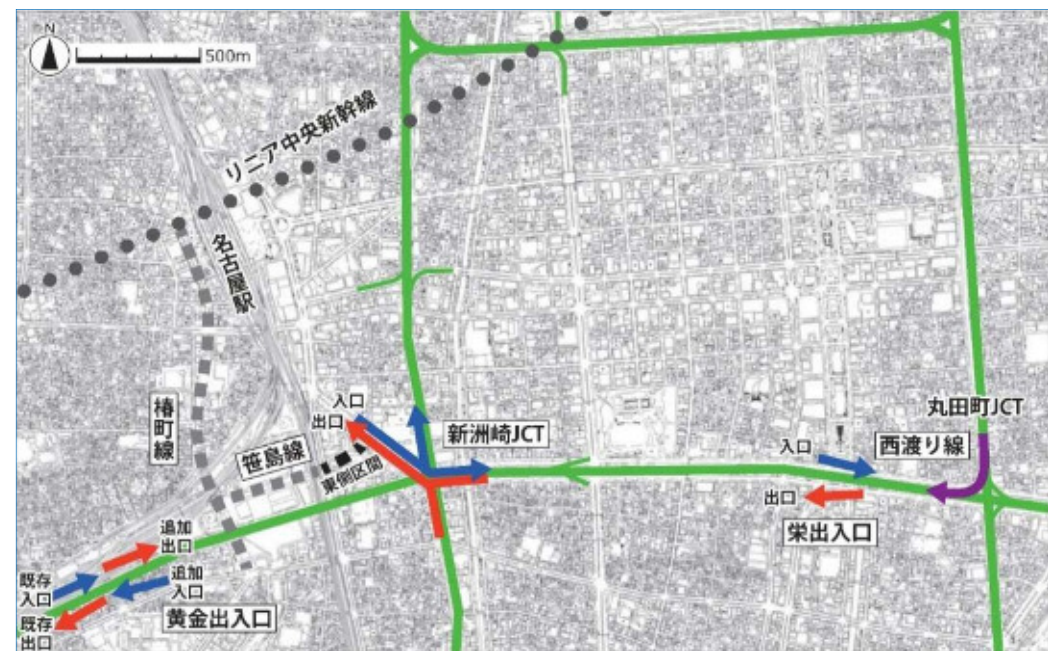 N
500m
リニア中央新幹線
名古屋駅
椿町線
笹島線
東側区間
入口
出口
新洲崎JCT
丸田町JCT
西渡り線
入口
出口
栄出入口
追加
出口
既存
入口
追加
入口
既存
出口
黄金出入口